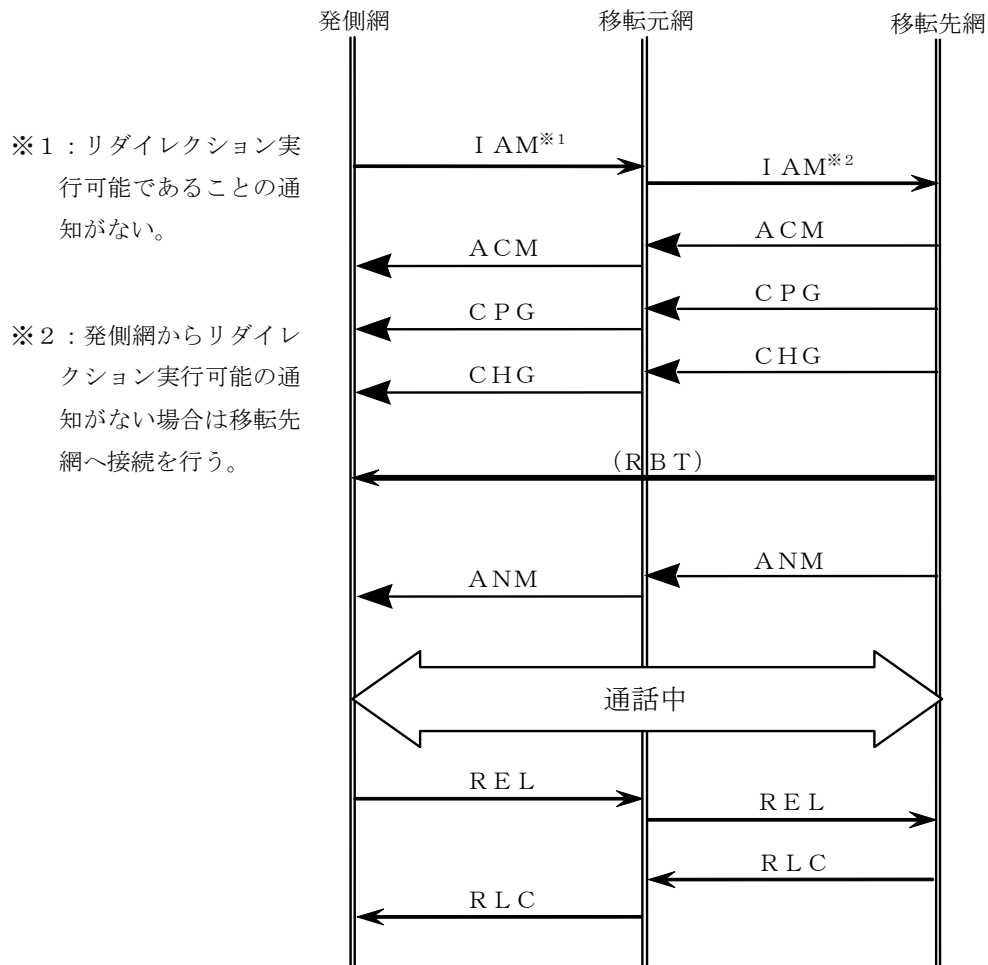 発側網
移転元網
移転先網
※１：リダイレクション実
行可能であることの通
知がない。
※２：発側網からリダイレ
クション実行可能の通
知がない場合は移転先
網へ接続を行う。
ＩＡＭ※1
ＩＡＭ※2
ＡＣＭ
ＡＣＭ
ＣＰＧ
ＣＰＧ
ＣＨＧ
ＣＨＧ
（ＲＢＴ）
ＡＮＭ
ＡＮＭ
通話中
ＲＥＬ
ＲＥＬ
ＲＬＣ
ＲＬＣ